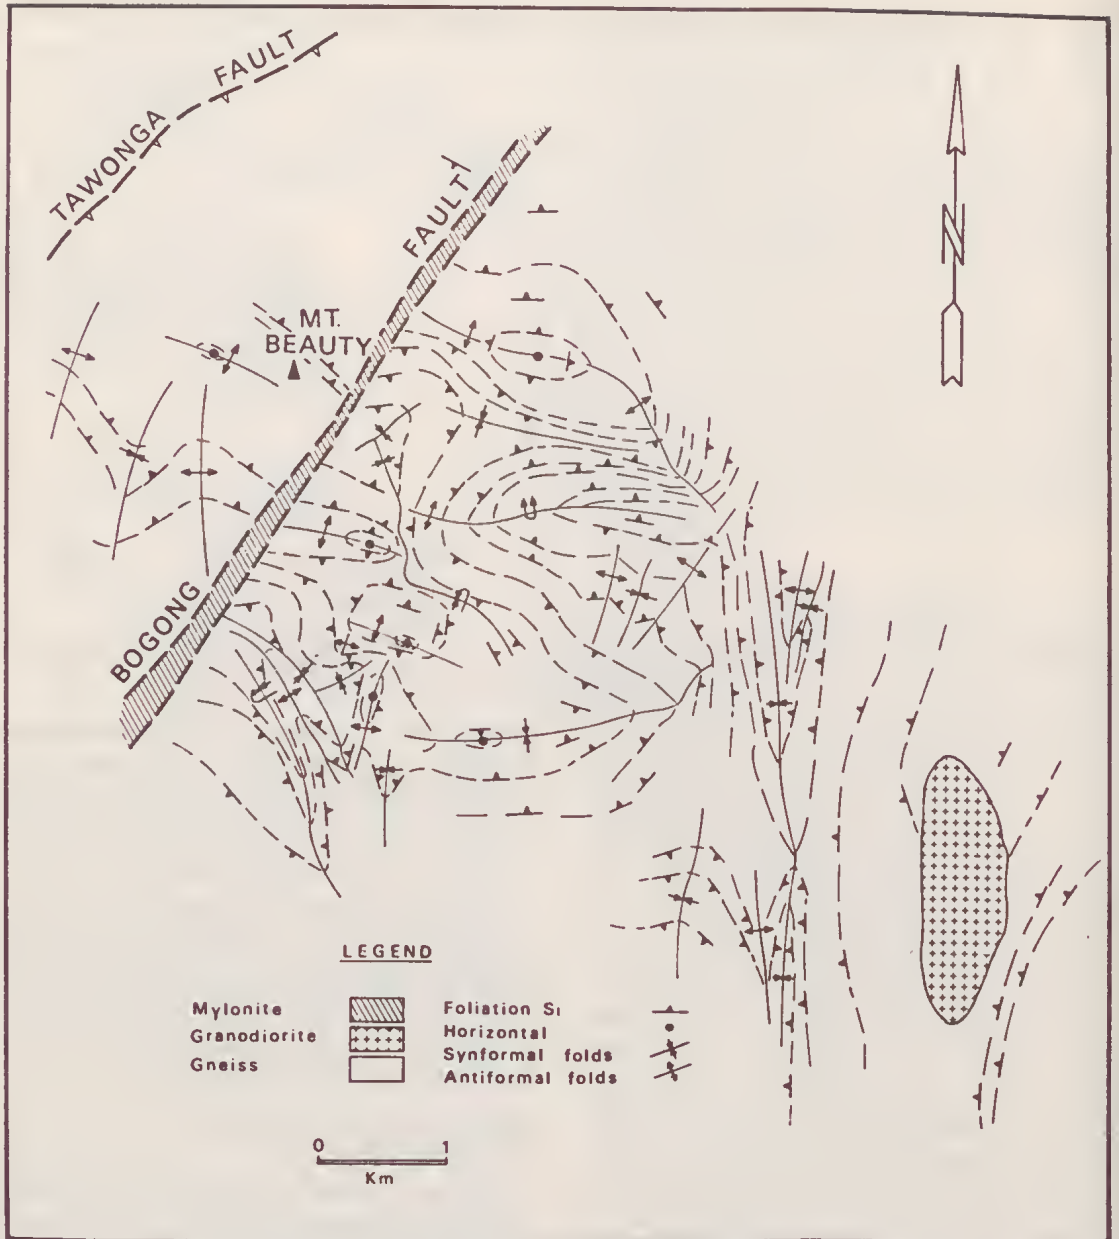 TAWONGA FAULT
N
BOGONG FAULT
MT.
BEAUTY
LEGEND
Mylonite
Granodiorite
Gneiss
Foliation S₁
Horizontal
Synformal folds
Antiformal folds
0 1
Km